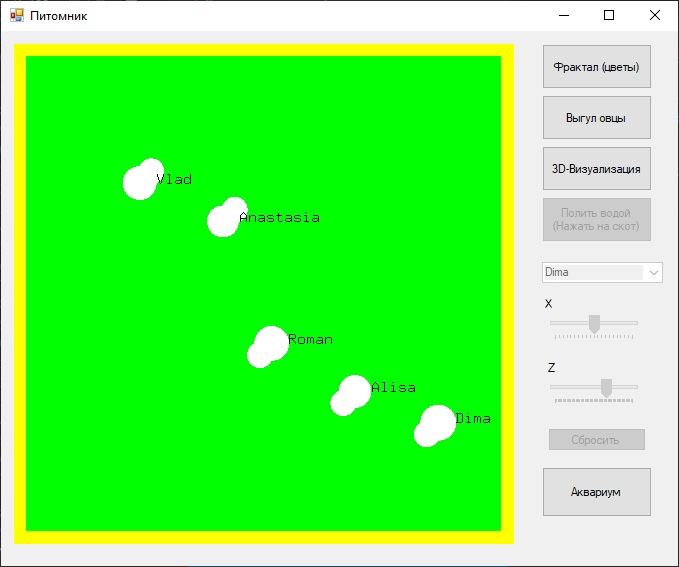 Питомник
Vlad
Anastasia
Roman
Alisa
Dima
Фрактал (цветы)
Выгул овцы
3D-Визуализация
Полить водой
(Нажать на скот)
Dima
X
Z
Сбросить
Аквариум